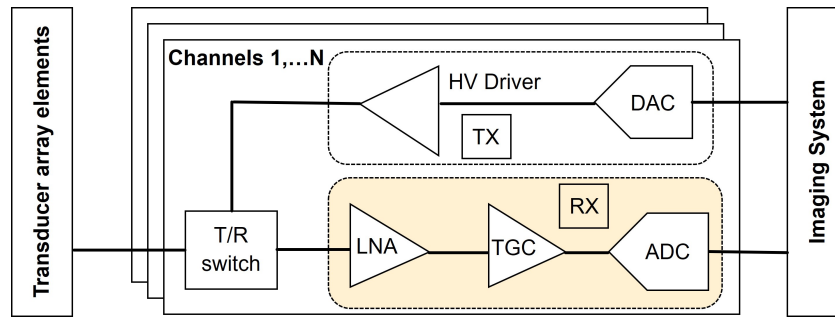 Transducer array elements
Channels 1,...N
HV Driver
DAC
TX
T/R
switch
RX
LNA
TGC
ADC
Imaging System